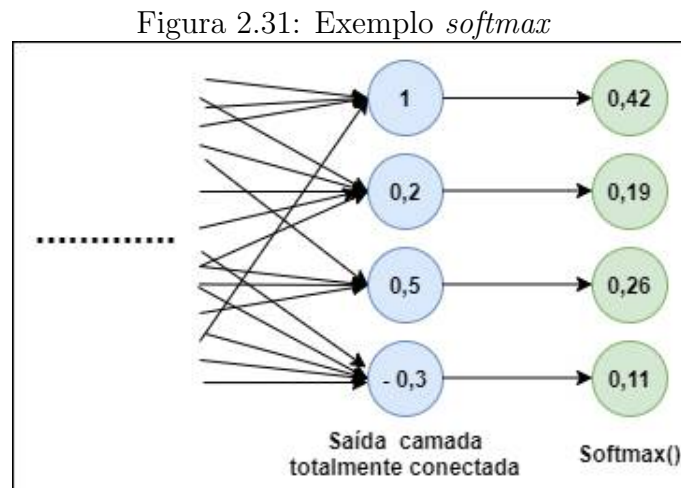 Figura 2.31: Exemplo softmax
1
0,42
0,2
0,19
0,5
0,26
- 0,3
0,11
Saída camada
totalmente conectada
Softmax()